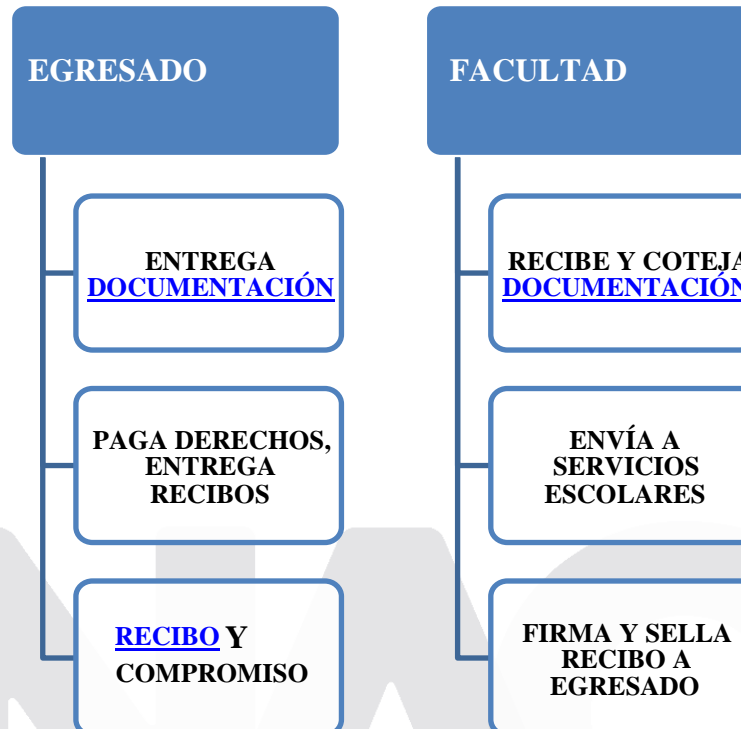 EGRESADO
ENTREGA
DOCUMENTACIÓN
PAGA DERECHOS,
ENTREGA
RECIBOS
RECIBO Y
COMPROMISO
FACULTAD
RECIBE Y COTEJA
DOCUMENTACIÓN
ENVÍA A
SERVICIOS
ESCOLARES
FIRMA Y SELLA
RECIBO A
EGRESADO